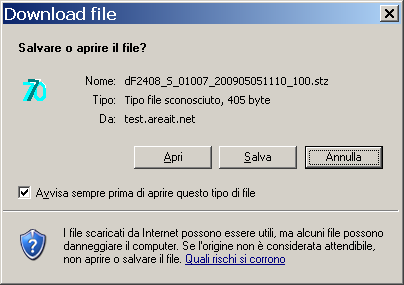 Download file
Salvare o aprire il file?
Nome: dF2408_S_01007_200905051110_100.stz
Tipo: Tipo file sconosciuto, 405 byte
Da: test.areait.net
Apri Salva Annulla
Avvisa sempre prima di aprire questo tipo di file
I file scaricati da Internet possono essere utili, ma alcuni file possono
danneggiare il computer. Se l'origine non è considerata attendibile,
non aprire o salvare il file. Quali rischi si corrono